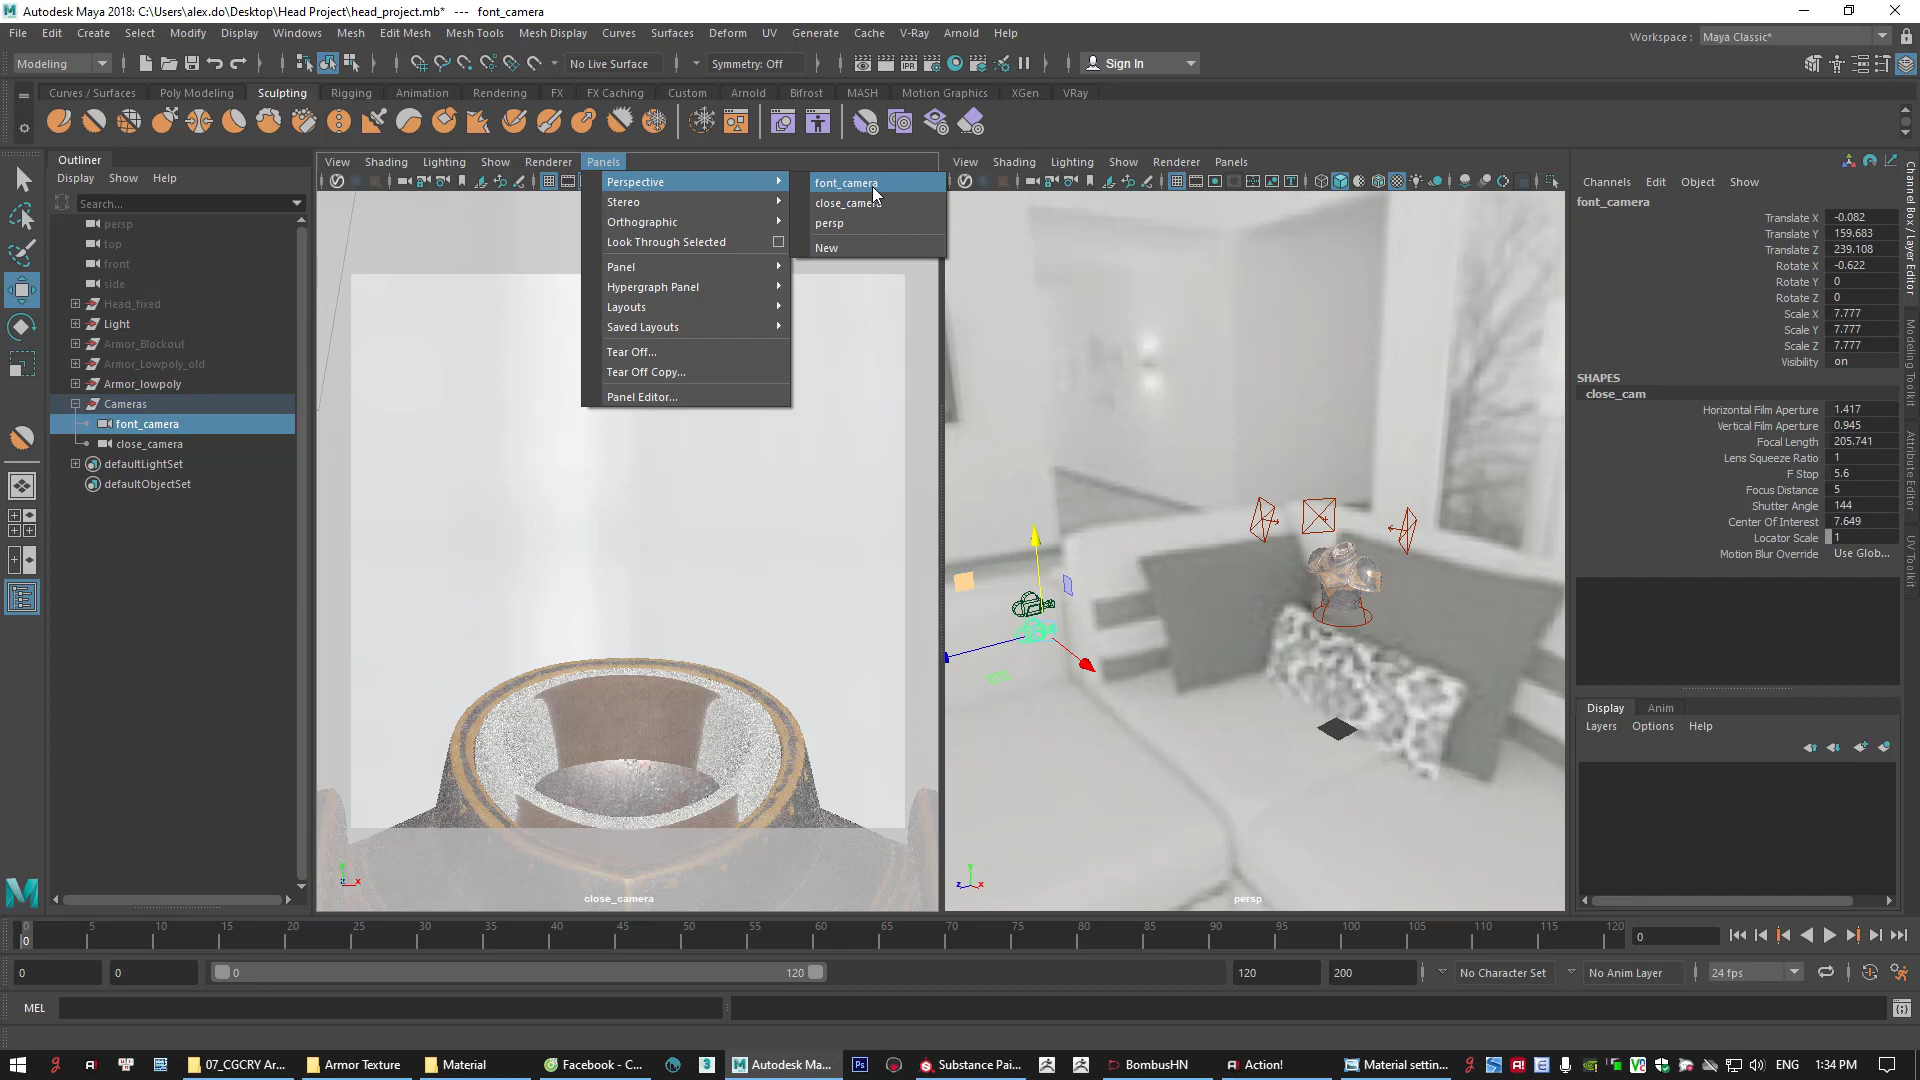 Autodesk Maya 2018: C:\Users\alex.do\Desktop\Head Project\head_project.mb* --- font_camera
File Edit Create Select Modify Display Windows Mesh Edit Mesh Mesh Tools Mesh Display Curves Surfaces Deform UV Generate Cache V-Ray Arnold Help
Workspace : Maya Classic*
Modeling No Live Surface Symmetry: Off Sign In
Curves / Surfaces Poly Modeling Sculpting Rigging Animation Rendering FX FX Caching Custom Arnold Bifrost MASH Motion Graphics XGen VRay
Outliner
Display Show Help
Search...
persp
top
front
side
Head_fixed
Light
Armor_Blockout
Armor_Lowpoly_old
Armor_lowpoly
Cameras
font_camera
close_camera
defaultLightSet
defaultObjectSet
View Shading Lighting Show Renderer Panels
Perspective
Stereo
Orthographic
Look Through Selected
Panel
Hypergraph Panel
Layouts
Saved Layouts
Tear Off...
Tear Off Copy...
Panel Editor...
font_camera
close_camera
persp
New
close_camera
View Shading Lighting Show Renderer Panels
persp
Channels Edit Object Show
font_camera
Translate X -0.082
Translate Y 159.683
Translate Z 239.108
Rotate X -0.622
Rotate Y 0
Rotate Z 0
Scale X 7.777
Scale Y 7.777
Scale Z 7.777
Visibility on
SHAPES
close_cam
Horizontal Film Aperture 1.417
Vertical Film Aperture 0.945
Focal Length 205.741
Lens Squeeze Ratio 1
F Stop 5.6
Focus Distance 5
Shutter Angle 144
Center Of Interest 7.649
Locator Scale 1
Motion Blur Override Use Glob...
Display Anim
Layers Options Help
Channel Box / Layer Editor
Modeling Toolkit
Attribute Editor
UV Toolkit
0 5 10 15 20 25 30 35 40 45 50 55 60 65 70 75 80 85 90 95 100 105 110 115 120
0 0
0 0 0 120 120 200 No Character Set No Anim Layer 24 fps
MEL
07_CGCRY Ar... Armor Texture Material Facebook - C... Autodesk Ma... Substance Pai... BombusHN Action! Material settin... ENG 1:34 PM